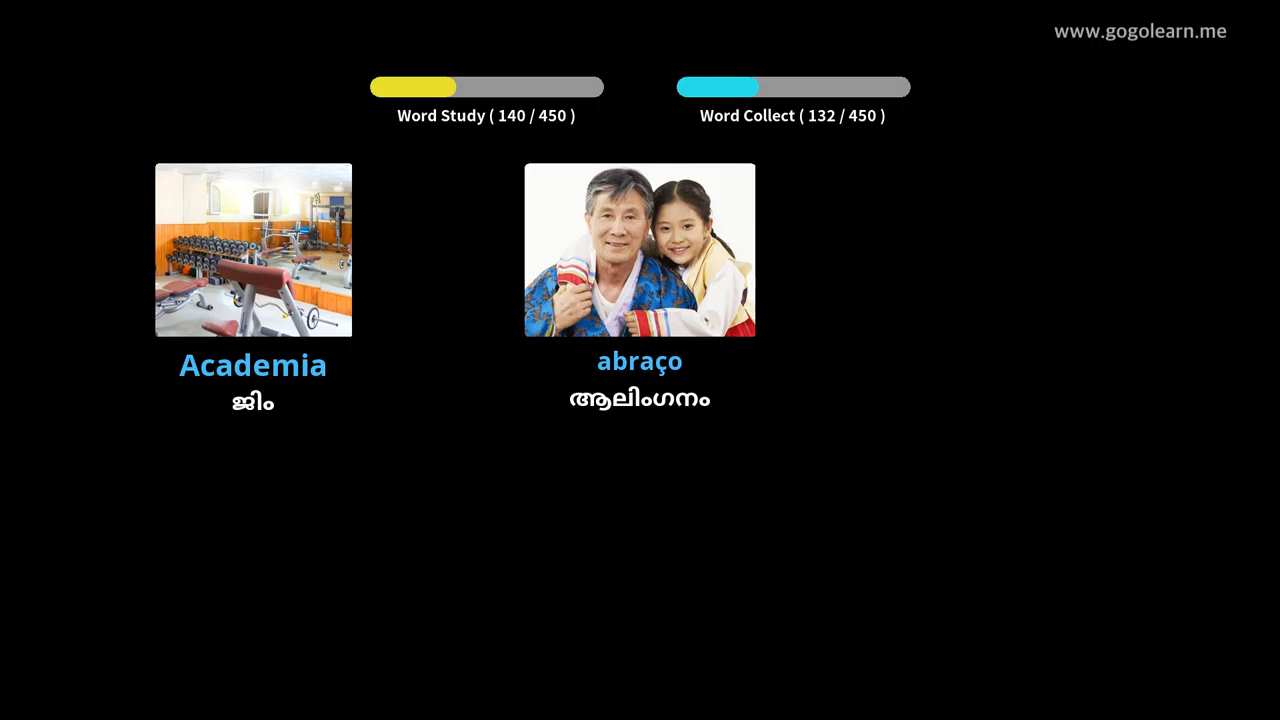 www.gogolearn.me
Word Study ( 140 / 450 )
Word Collect ( 132 / 450 )
Academia
ജിം
abraço
ആലിംഗനം